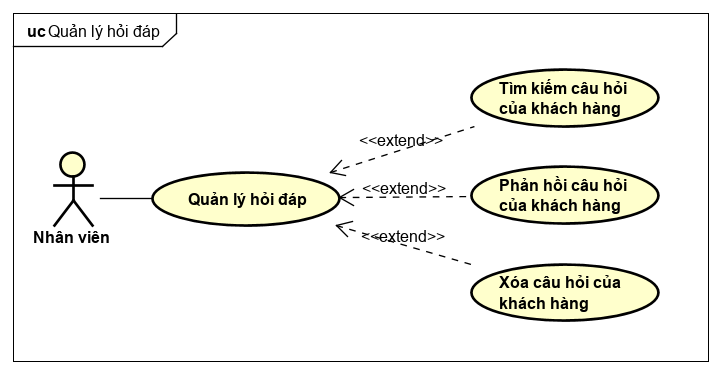 uc Quản lý hỏi đáp
Tìm kiếm câu hỏi
của khách hàng
<<extend>>
Nhân viên
Quản lý hỏi đáp
<<extend>>
Phản hồi câu hỏi
của khách hàng
<<extend>>
Xóa câu hỏi của
khách hàng